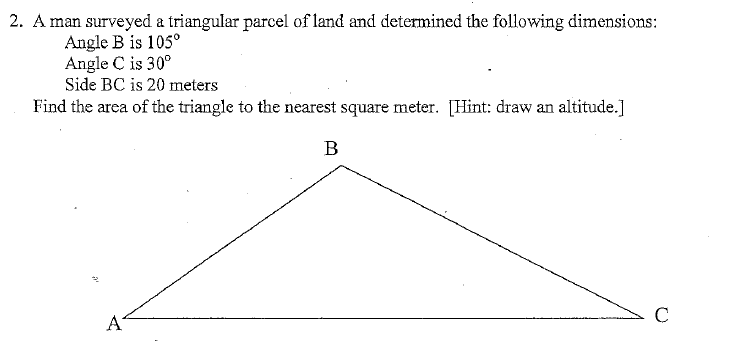 2. A man surveyed a triangular parcel of land and determined the following dimensions:
Angle B is 105°
Angle C is 30°
Side BC is 20 meters
Find the area of the triangle to the nearest square meter. [Hint: draw an altitude.]
B
A
C